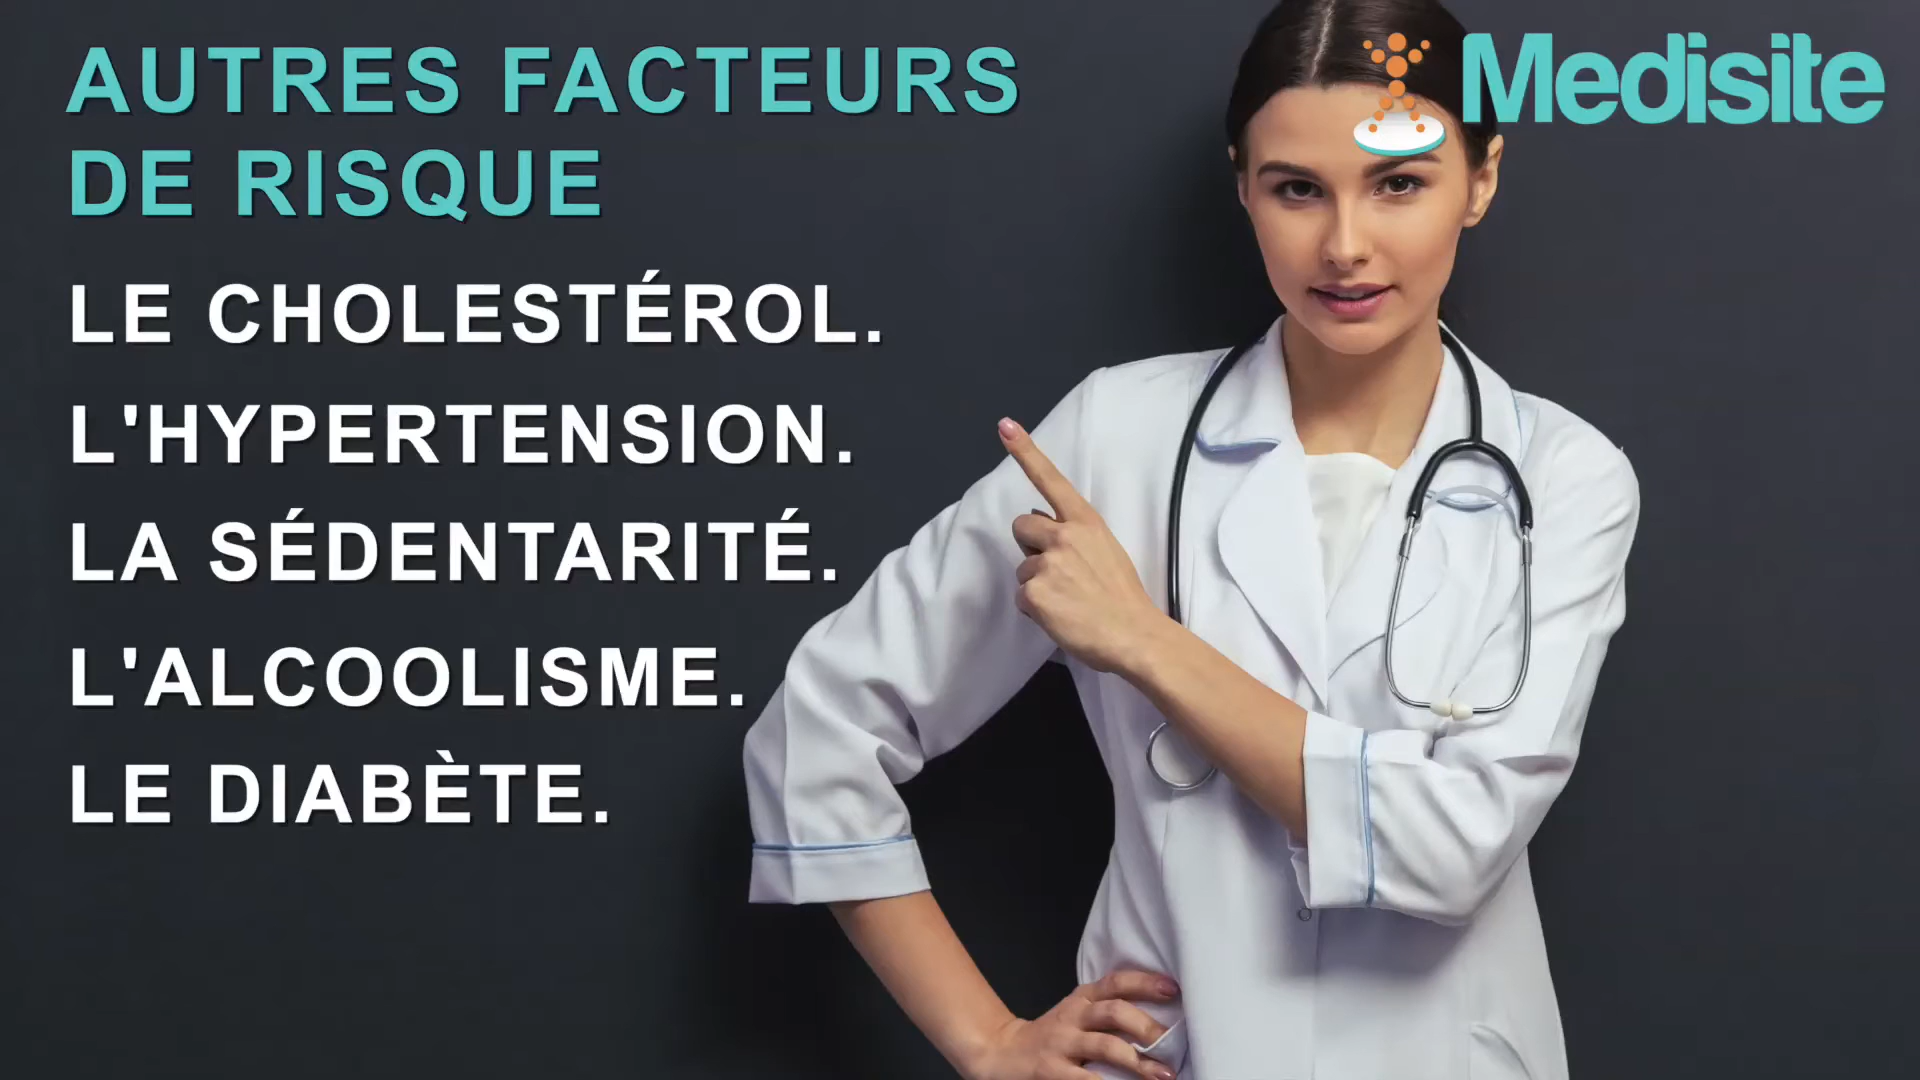 AUTRES FACTEURS
DE RISQUE
Medisite
LE CHOLESTÉROL.
L'HYPERTENSION.
LA SÉDENTARITÉ.
L'ALCOOLISME.
LE DIABÈTE.